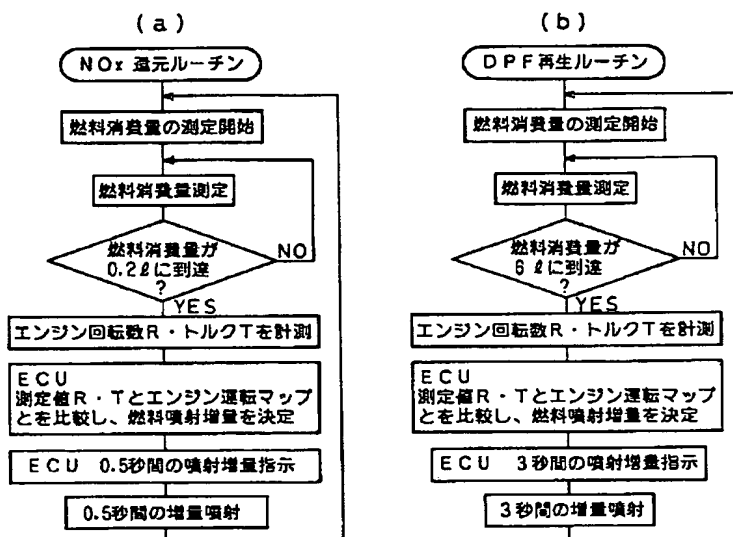 (a)
NOx 還元ルーチン
燃料消費量の測定開始
燃料消費量測定
燃料消費量が
0.2ℓに到達
?
NO
YES
エンジン回転数R・トルクTを計測
ECU
測定値R・Tとエンジン運転マップ
とを比較し、燃料噴射増量を決定
ECU 0.5秒間の噴射増量指示
0.5秒間の増量噴射
(b)
DPF再生ルーチン
燃料消費量の測定開始
燃料消費量測定
燃料消費量が
6ℓに到達
?
NO
YES
エンジン回転数R・トルクTを計測
ECU
測定値R・Tとエンジン運転マップ
とを比較し、燃料噴射増量を決定
ECU 3秒間の噴射増量指示
3秒間の増量噴射